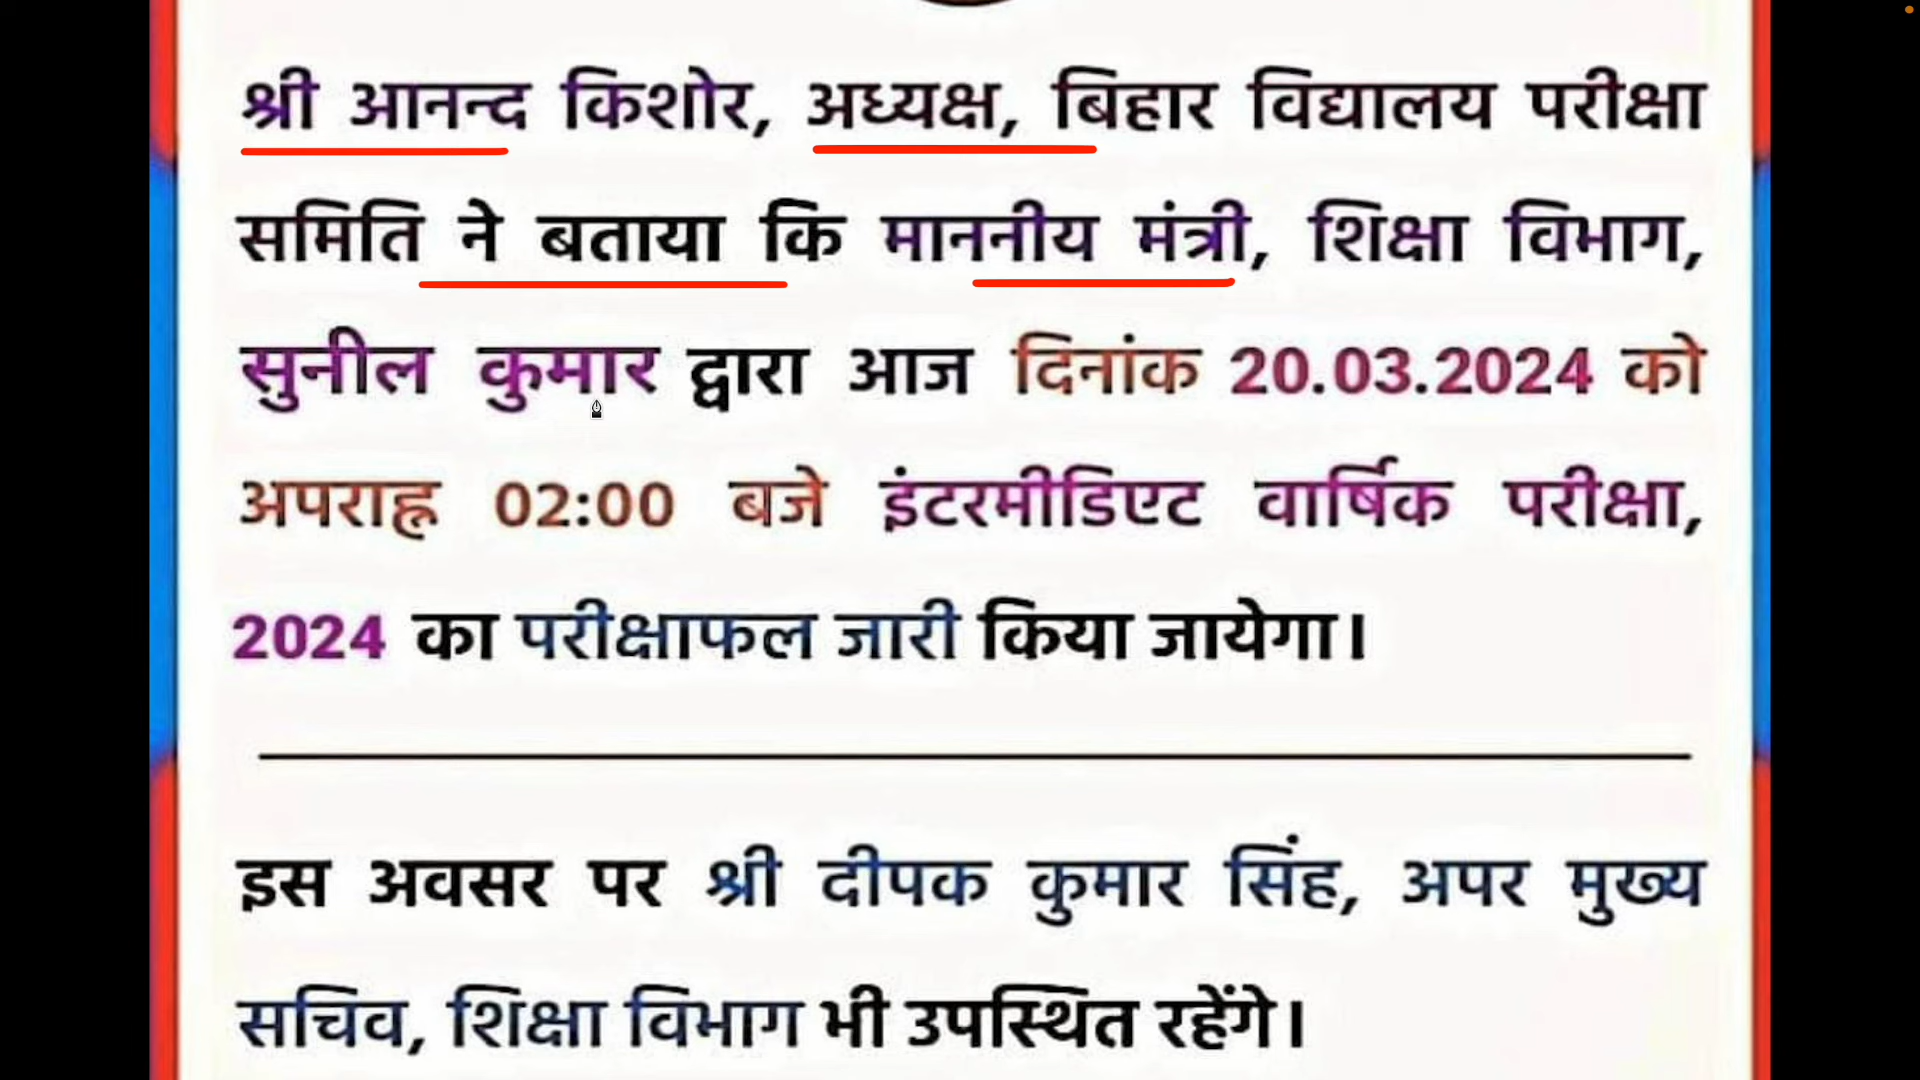 श्री आनन्द किशोर, अध्यक्ष, बिहार विद्यालय परीक्षा
समिति ने बताया कि माननीय मंत्री, शिक्षा विभाग,
सुनील कुमार द्वारा आज दिनांक 20.03.2024 को
अपराह्न 02:00 बजे इंटरमीडिएट वार्षिक परीक्षा,
2024 का परीक्षाफल जारी किया जायेगा।
इस अवसर पर श्री दीपक कुमार सिंह, अपर मुख्य
सचिव, शिक्षा विभाग भी उपस्थित रहेंगे।